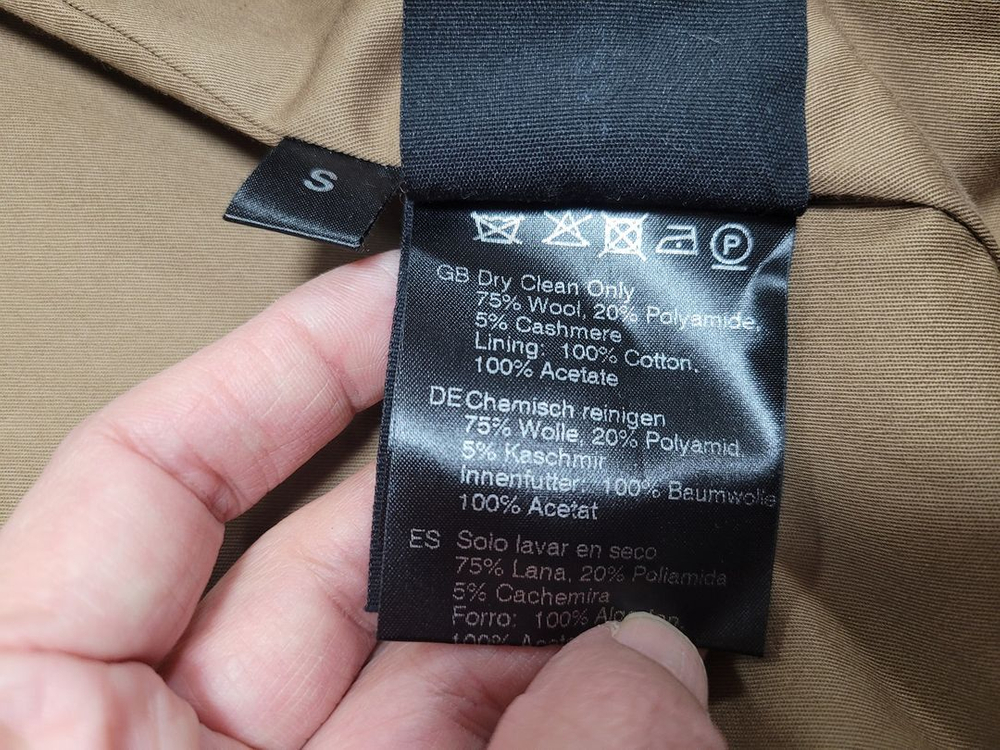 S
P
GB Dry Clean Only
75% Wool, 20% Polyamide,
5% Cashmere
Lining: 100% Cotton,
100% Acetate
DE Chemisch reinigen
75% Wolle, 20% Polyamid
5% Kaschmir
Innenfutter: 100% Baumwolle
100% Acetat
ES Solo lavar en seco
75% Lana, 20% Poliamida
5% Cachemira
Forro: 100%
100%